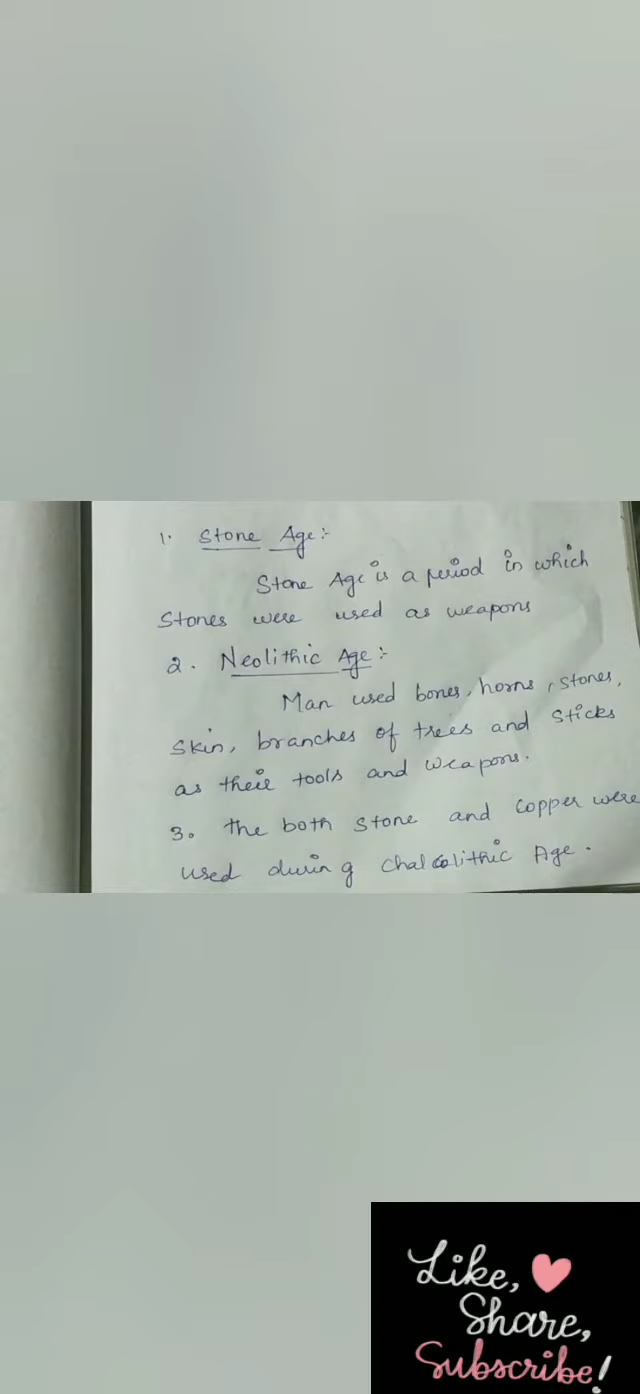 1. Stone Age :-
Stone Age is a period in which
Stones were used as weapons
2. Neolithic Age :-
Man used bones, horns, stones,
skin, branches of trees and sticks
as their tools and weapons.
3. The both stone and copper were
used during chalcolithic Age.
Like,
Share,
Subscribe!